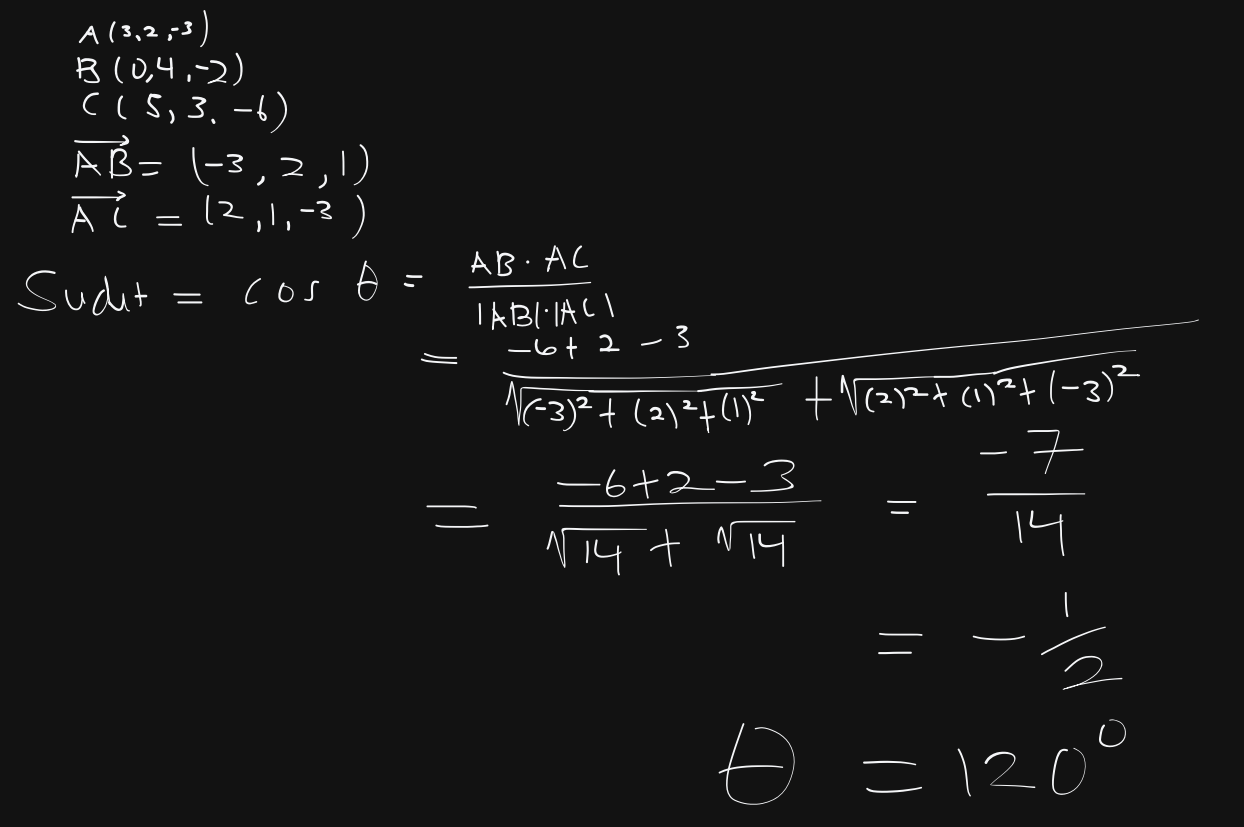 A (3,2,-3)
B (0,4,-2)
C (5,3,-6)
AB = (-3,2,1)
AC = (2,1,-3)
Sudut = cos θ = AB · AC / |AB|·|AC|
= -6+2-3 / √(-3)²+(2)²+(1)² + √(2)²+(1)²+(-3)²
= -6+2-3 / √14 + √14 = -7/14
= -1/2
θ = 120°